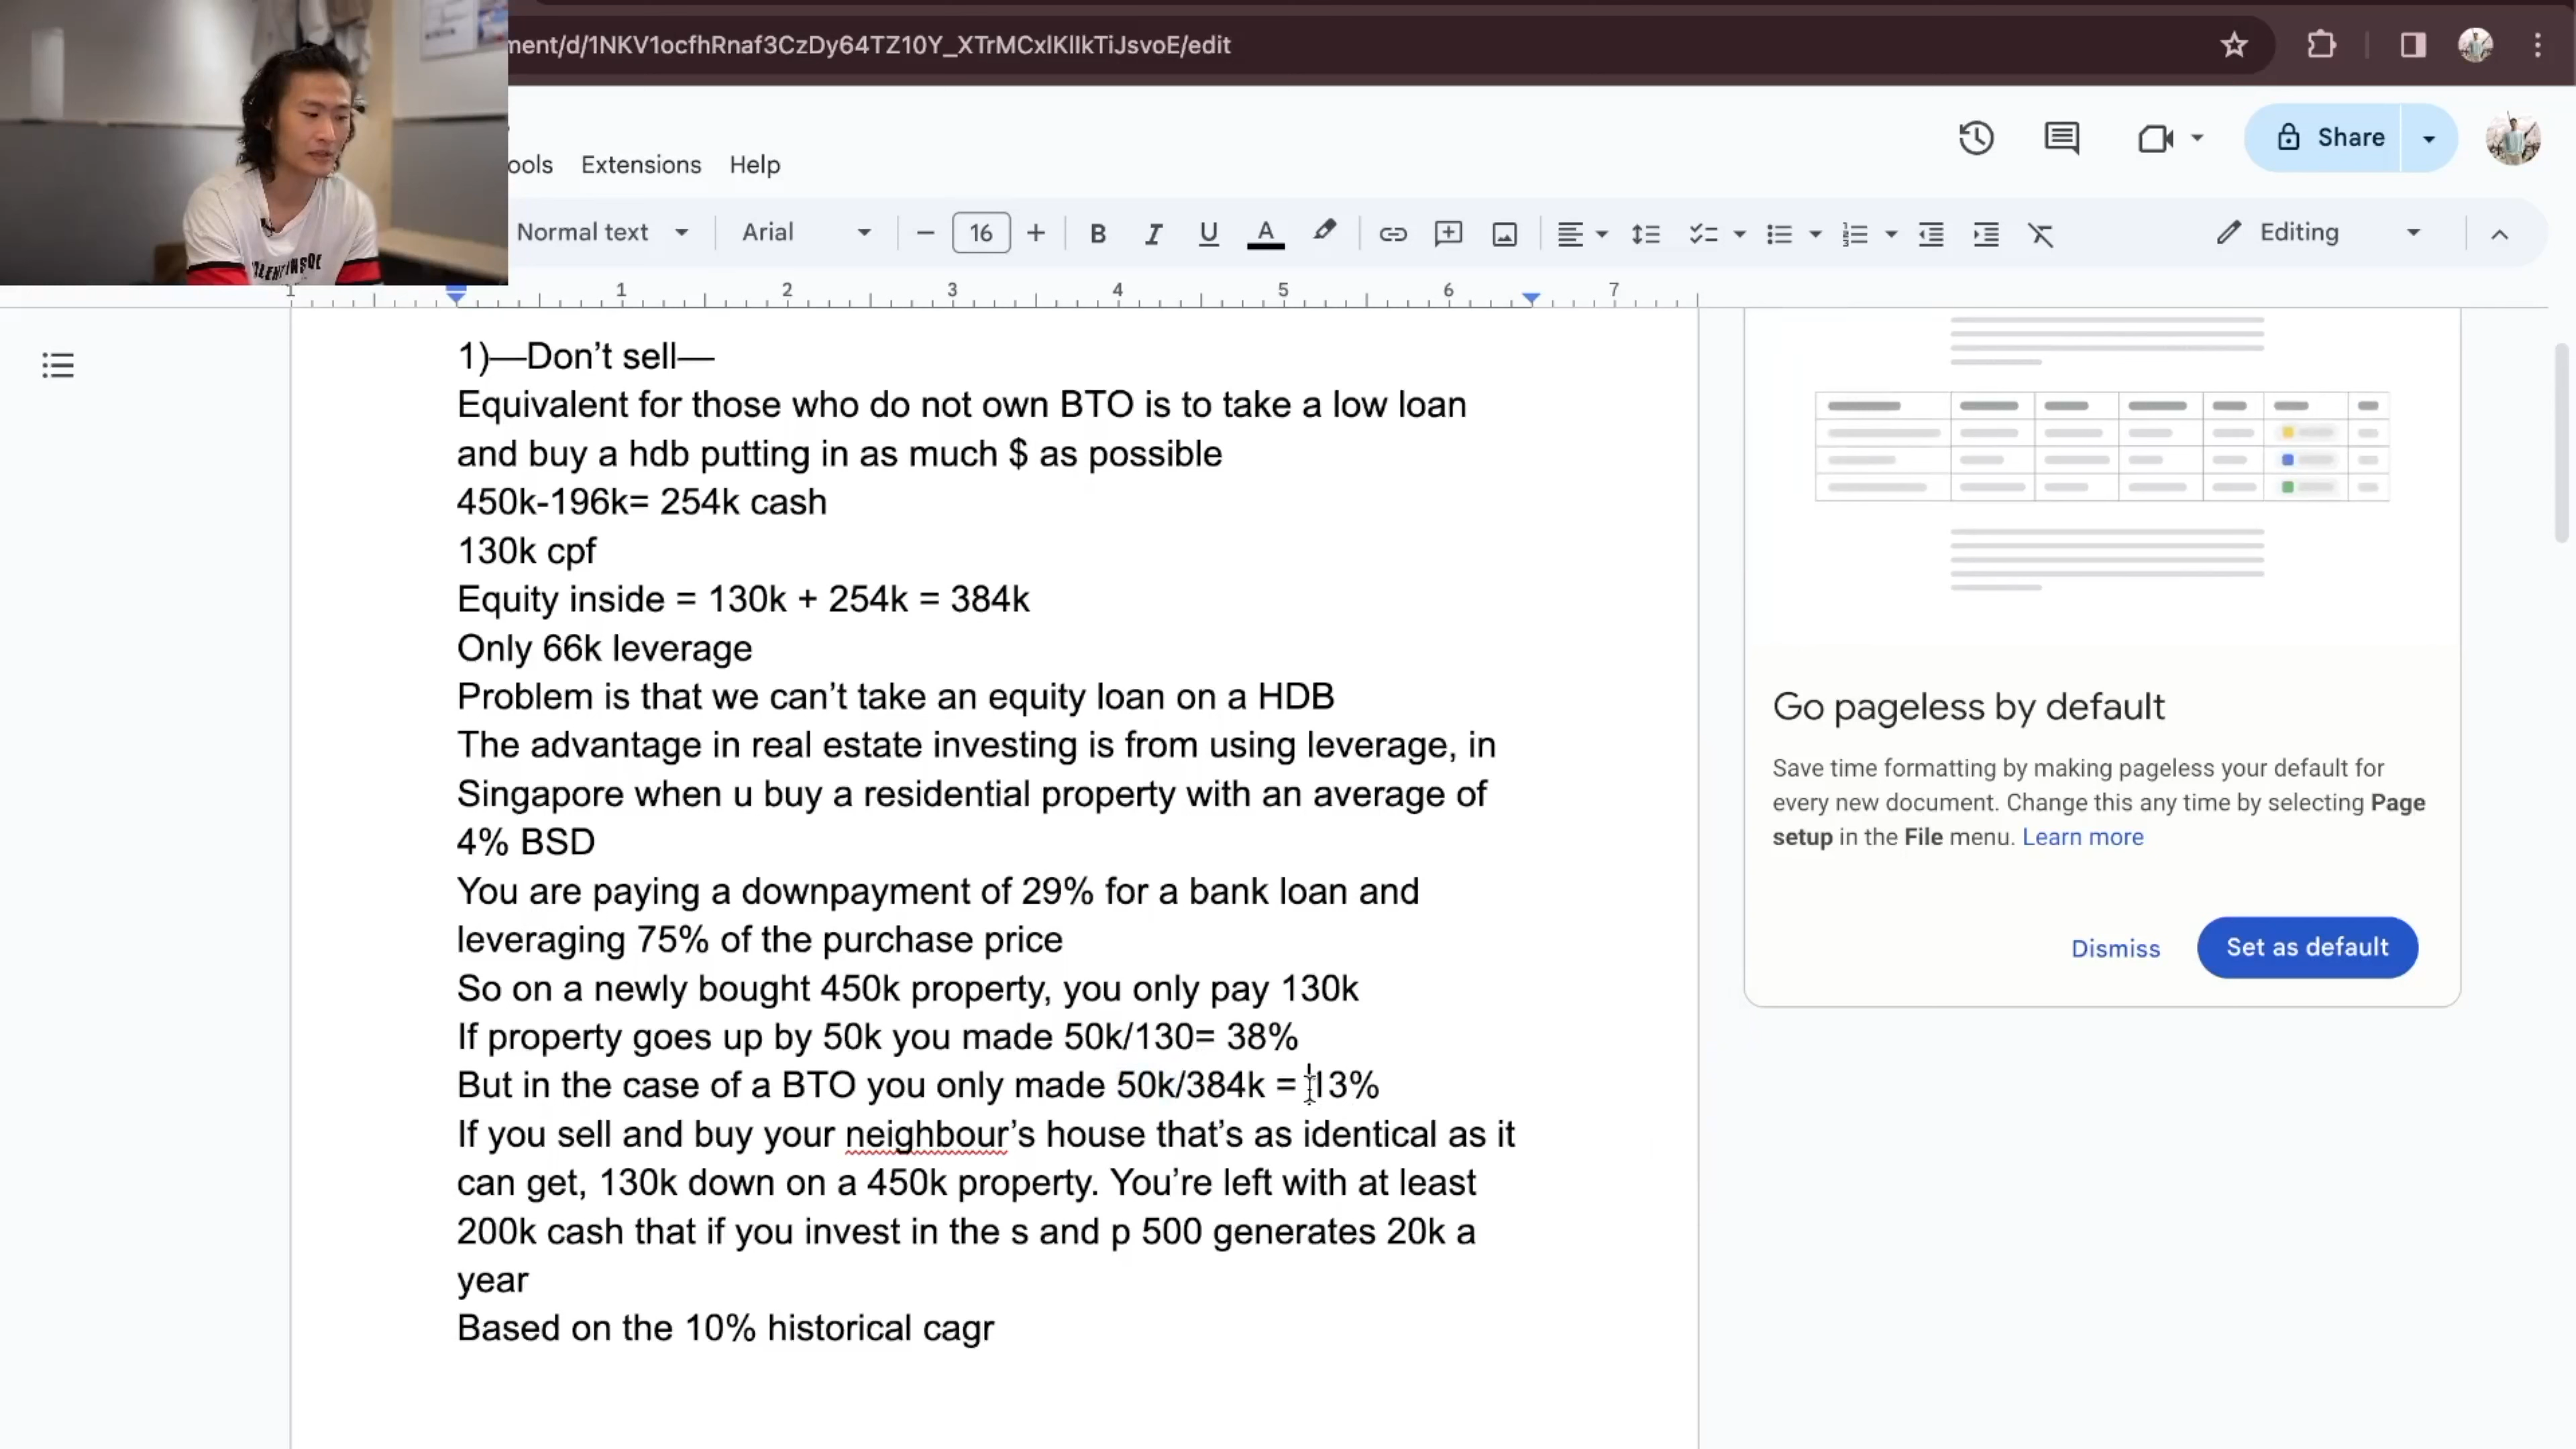 ment/d/1NKV1ocfhRnaf3CzDy64TZ10Y_XTrMCxlKlIkTiJsvoE/edit
Share
ools Extensions Help
Normal text Arial 16 B I U A Editing
1 1 2 3 4 5 6 7
1)—Don’t sell—
Equivalent for those who do not own BTO is to take a low loan
and buy a hdb putting in as much $ as possible
450k-196k= 254k cash
130k cpf
Equity inside = 130k + 254k = 384k
Only 66k leverage
Problem is that we can’t take an equity loan on a HDB
The advantage in real estate investing is from using leverage, in
Singapore when u buy a residential property with an average of
4% BSD
You are paying a downpayment of 29% for a bank loan and
leveraging 75% of the purchase price
So on a newly bought 450k property, you only pay 130k
If property goes up by 50k you made 50k/130= 38%
But in the case of a BTO you only made 50k/384k = 13%
If you sell and buy your neighbour’s house that’s as identical as it
can get, 130k down on a 450k property. You’re left with at least
200k cash that if you invest in the s and p 500 generates 20k a
year
Based on the 10% historical cagr
Go pageless by default
Save time formatting by making pageless your default for
every new document. Change this any time by selecting Page
setup in the File menu. Learn more
Dismiss Set as default